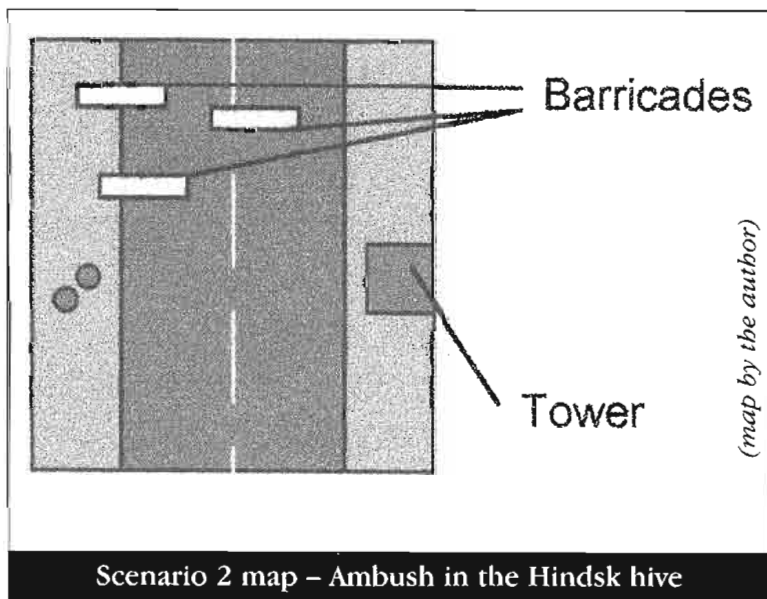 Barricades
Tower
(map by the author)
Scenario 2 map – Ambush in the Hindsk hive